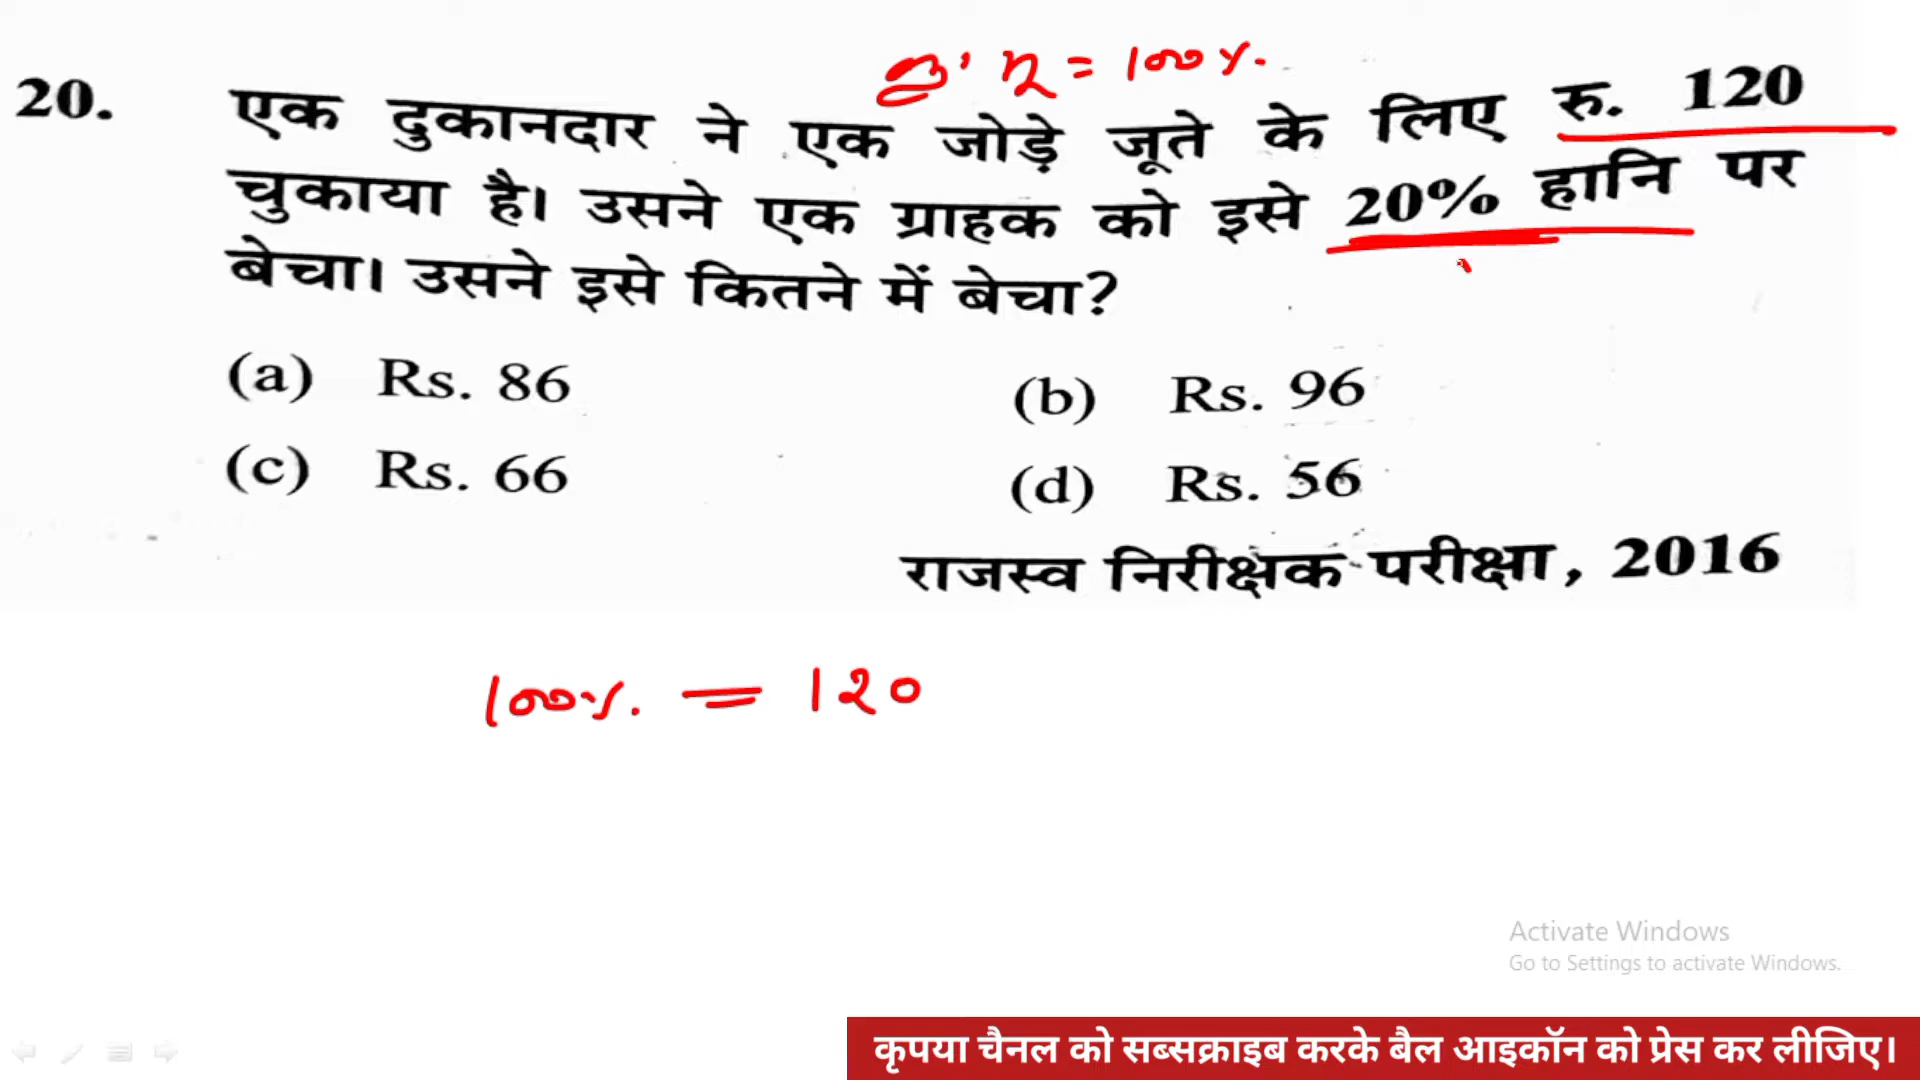 = 100%.
20. एक दुकानदार ने एक जोड़े जूते के लिए रु. 120
चुकाया है। उसने एक ग्राहक को इसे 20% हानि पर
बेचा। उसने इसे कितने में बेचा?
(a) Rs. 86 (b) Rs. 96
(c) Rs. 66 (d) Rs. 56
राजस्व निरीक्षक परीक्षा, 2016
100%. = 120
Activate Windows
Go to Settings to activate Windows.
कृपया चैनल को सब्सक्राइब करके बैल आइकॉन को प्रेस कर लीजिए।